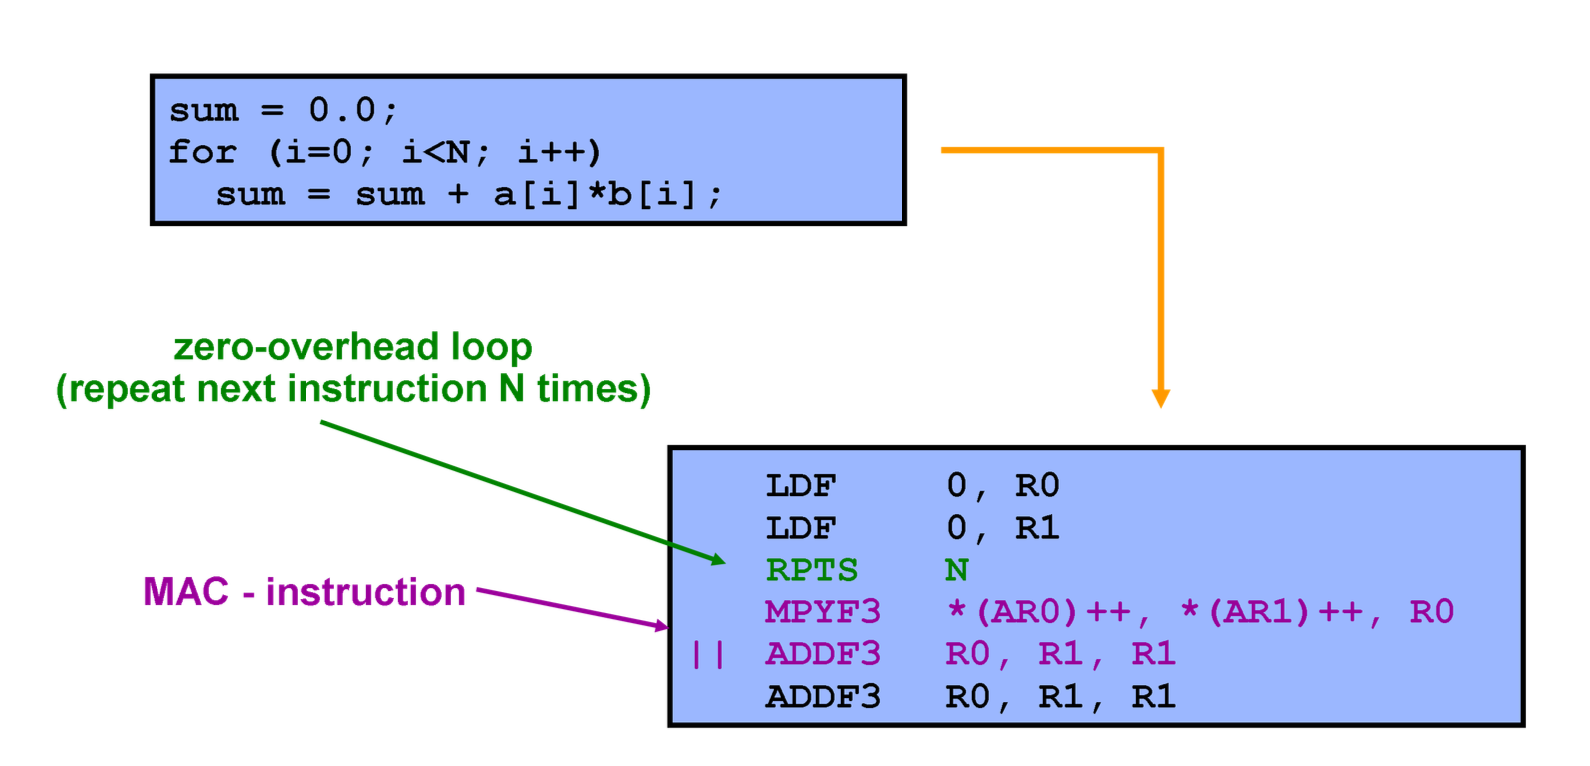 sum = 0.0;
for (i=0; i<N; i++)
  sum = sum + a[i]*b[i];
zero-overhead loop
(repeat next instruction N times)
MAC - instruction
LDF 0, R0
LDF 0, R1
RPTS N
MPYF3 *(AR0)++, *(AR1)++, R0
|| ADDF3 R0, R1, R1
ADDF3 R0, R1, R1